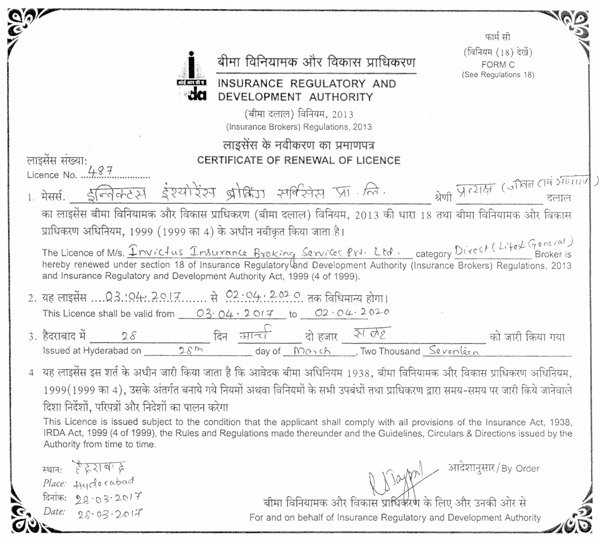 फार्म सी
(विनियम (18) देखें)
FORM C
(See Regulations 18)
आई आर डी ए
irda
बीमा विनियामक और विकास प्राधिकरण
INSURANCE REGULATORY AND
DEVELOPMENT AUTHORITY
(बीमा दलाल) विनियम, 2013
(Insurance Brokers) Regulations, 2013
लाइसेंस के नवीकरण का प्रमाणपत्र
CERTIFICATE OF RENEWAL OF LICENCE
लाइसेंस संख्या:
Licence No. 487
1. मेसर्स. इन्विक्टस इंश्योरेंस ब्रोकिंग सर्विसेस प्रा. लि. श्रेणी प्रत्यक्ष (जीवन एवं साधारण) दलाल
का लाइसेंस बीमा विनियामक और विकास प्राधिकरण (बीमा दलाल) विनियम, 2013 की धारा 18 तथा बीमा विनियामक और विकास
प्राधिकरण अधिनियम, 1999 (1999 का 4) के अधीन नवीकृत किया जाता है।
The Licence of M/s. Invictus Insurance Broking Services Pvt. Ltd. category Direct (Life & General) Broker is
hereby renewed under section 18 of Insurance Regulatory and Development Authority (Insurance Brokers) Regulations, 2013
and Insurance Regulatory and Development Authority Act, 1999 (4 of 1999).
2. यह लाइसेंस 03.04.2017 से 02.04.2020 तक विधिमान्य होगा।
This Licence shall be valid from 03.04.2017 to 02.04.2020
3. हैदराबाद में 28 दिन मार्च दो हजार सत्रह को जारी किया गया
Issued at Hyderabad on 28th day of March, Two Thousand Seventeen
4 यह लाइसेंस इस शर्त के अधीन जारी किया जाता है कि आवेदक बीमा अधिनियम 1938, बीमा विनियामक और विकास प्राधिकरण अधिनियम,
1999(1999 का 4), उसके अंतर्गत बनाये गये नियमों अथवा विनियमों के सभी उपबंधों तथा प्राधिकरण द्वारा समय-समय पर जारी किये जानेवाले
दिशा निर्देशों, परिपत्रों और निदेशों का पालन करेगा
This Licence is issued subject to the condition that the applicant shall comply with all provisions of the Insurance Act, 1938,
IRDA Act, 1999 (4 of 1999), the Rules and Regulations made thereunder and the Guidelines, Circulars & Directions issued by the
Authority from time to time.
स्थान: हैदराबाद
Place: Hyderabad
दिनांक: 28.03.2017
Date: 28.03.2017
आदेशानुसार/By Order
बीमा विनियामक और विकास प्राधिकरण के लिए और उनकी ओर से
For and on behalf of Insurance Regulatory and Development Authority